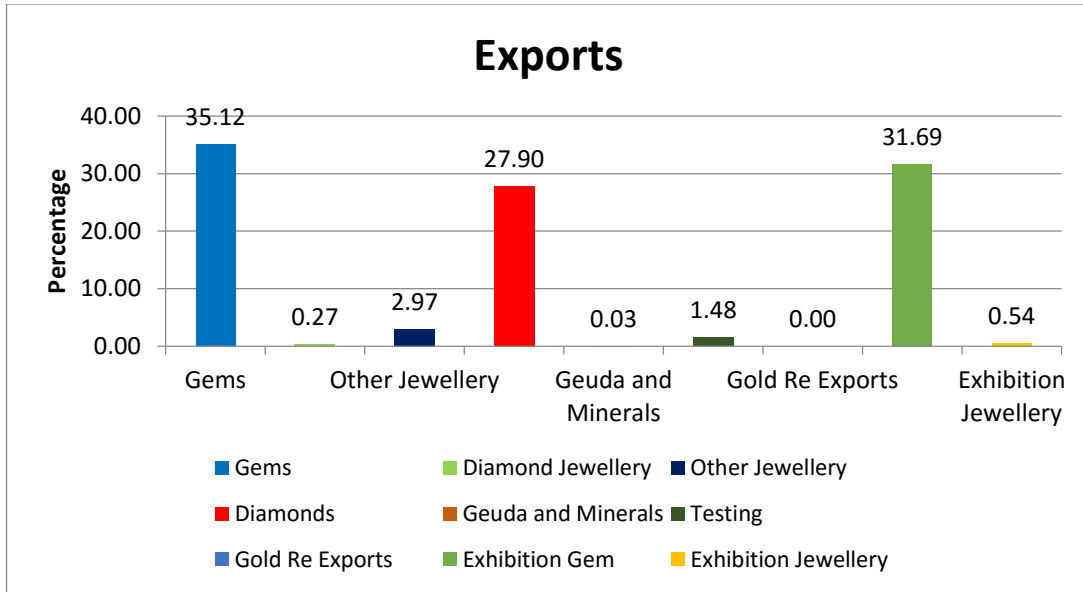 Exports
Percentage
40.00
30.00
20.00
10.00
0.00
35.12
0.27
2.97
27.90
0.03
1.48
0.00
31.69
0.54
Gems
Other Jewellery
Geuda and
Minerals
Gold Re Exports
Exhibition
Jewellery
Gems
Diamond Jewellery
Other Jewellery
Diamonds
Geuda and Minerals
Testing
Gold Re Exports
Exhibition Gem
Exhibition Jewellery